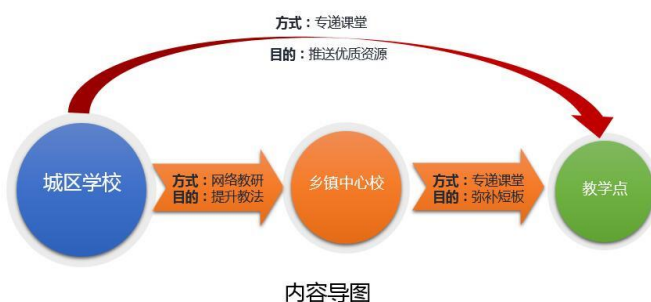 方式：专递课堂
目的：推送优质资源
城区学校
方式：网络教研
目的：提升教法
乡镇中心校
方式：专递课堂
目的：弥补短板
教学点
内容导图